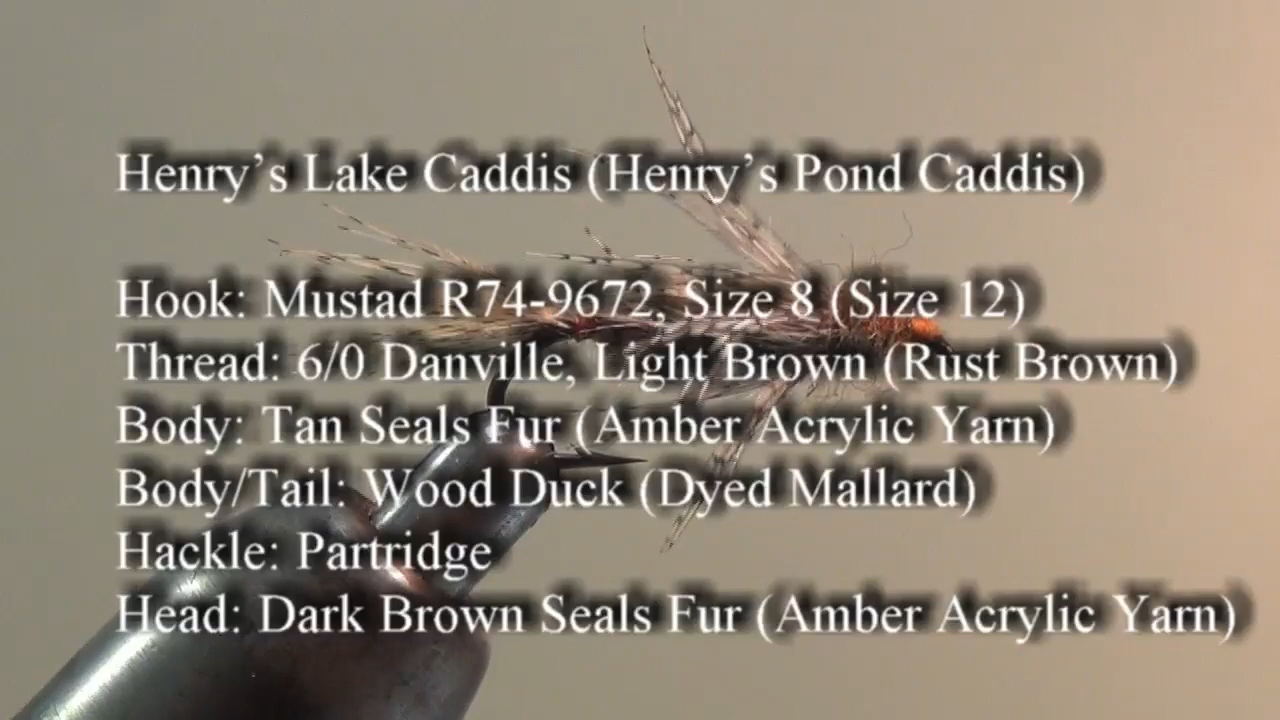 Henry’s Lake Caddis (Henry’s Pond Caddis)
Hook: Mustad R74-9672, Size 8 (Size 12)
Thread: 6/0 Danville, Light Brown (Rust Brown)
Body: Tan Seals Fur (Amber Acrylic Yarn)
Body/Tail: Wood Duck (Dyed Mallard)
Hackle: Partridge
Head: Dark Brown Seals Fur (Amber Acrylic Yarn)